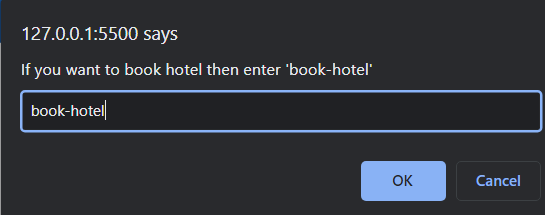 127.0.0.1:5500 says
If you want to book hotel then enter 'book-hotel'
book-hotel
OK
Cancel